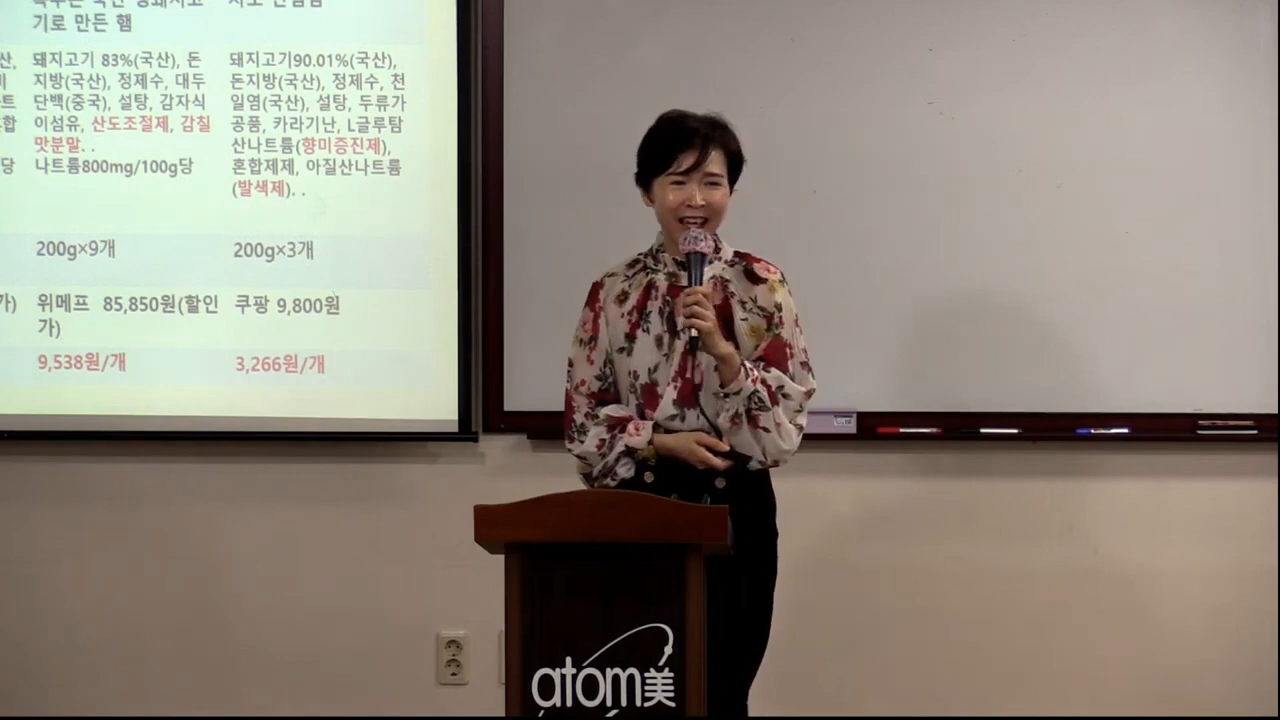 기로 만든 햄
돼지고기 83%(국산), 돈
지방(국산), 정제수, 대두
단백(중국), 설탕, 감자식
이섬유, 산도조절제, 감칠
맛분말. .
나트륨800mg/100g당
돼지고기90.01%(국산),
돈지방(국산), 정제수, 천
일염(국산), 설탕, 두류가
공품, 카라기난, L글루탐
산나트륨(향미증진제),
혼합제제, 아질산나트륨
(발색제). .
산,
트
합
당
200g×9개
200g×3개
가)
위메프 85,850원(할인
가)
쿠팡 9,800원
9,538원/개
3,266원/개
atom美